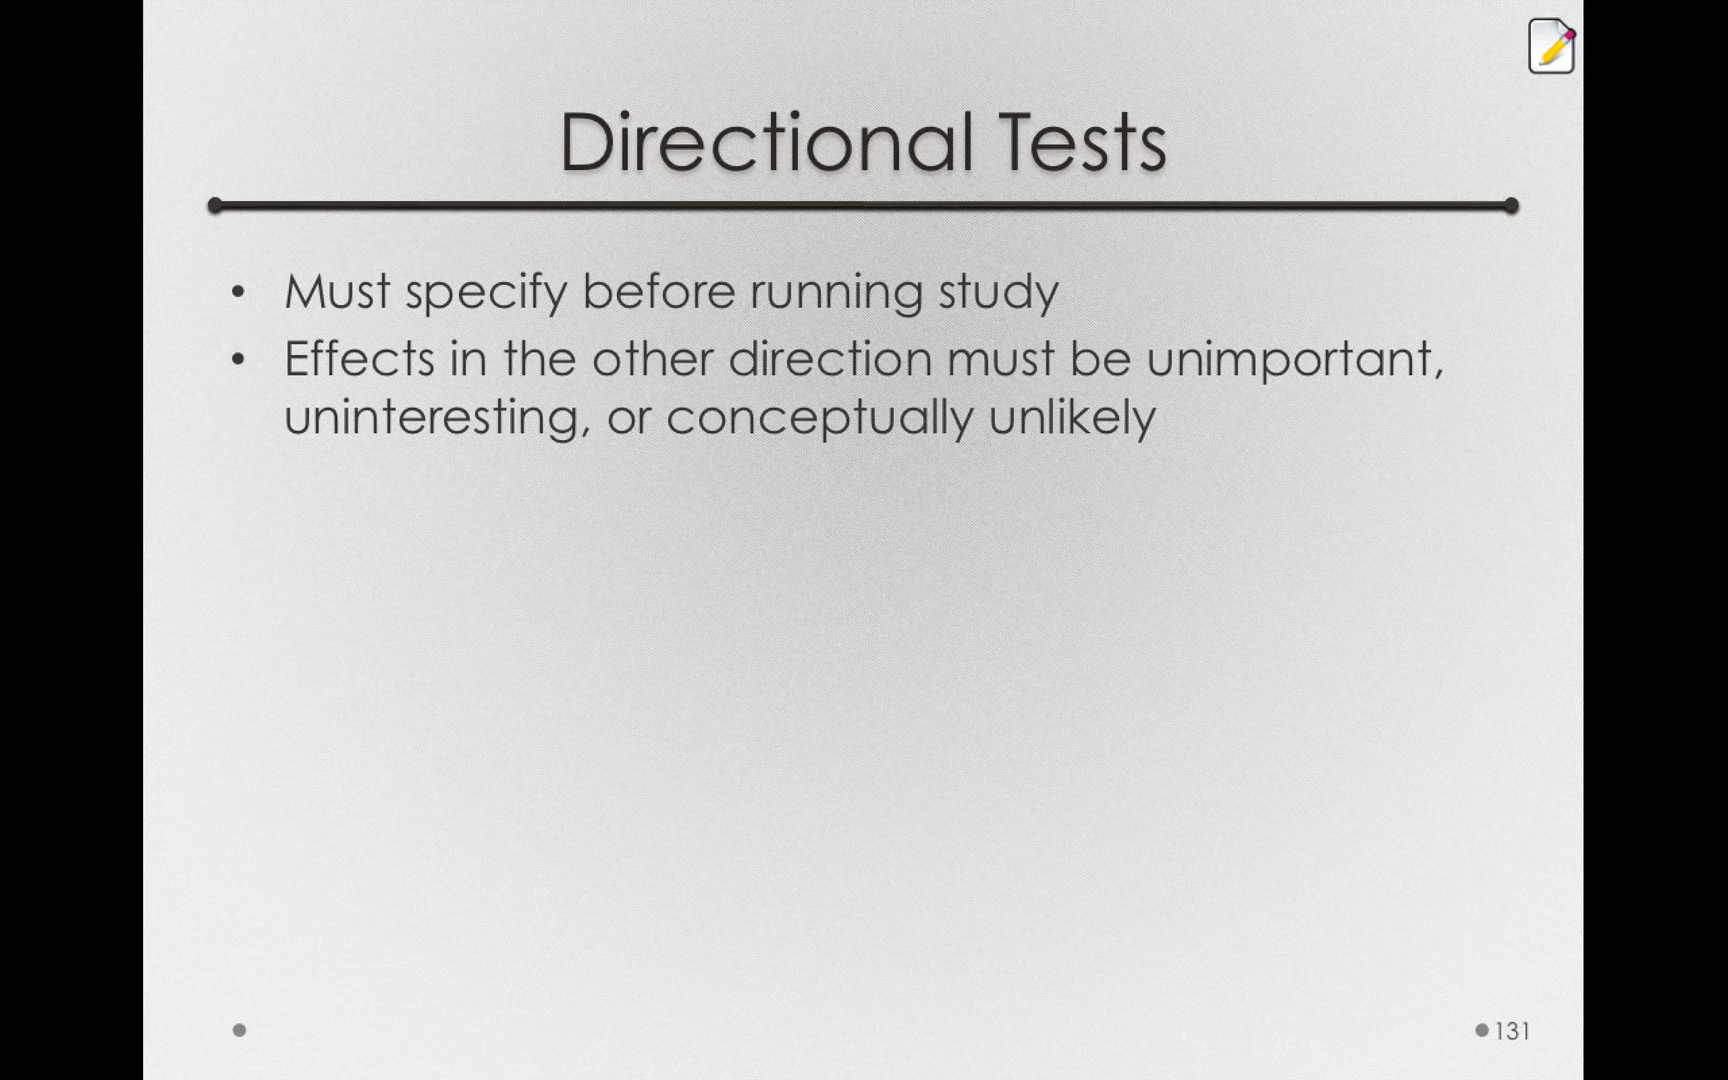 Directional Tests
• Must specify before running study
• Effects in the other direction must be unimportant,
uninteresting, or conceptually unlikely
131